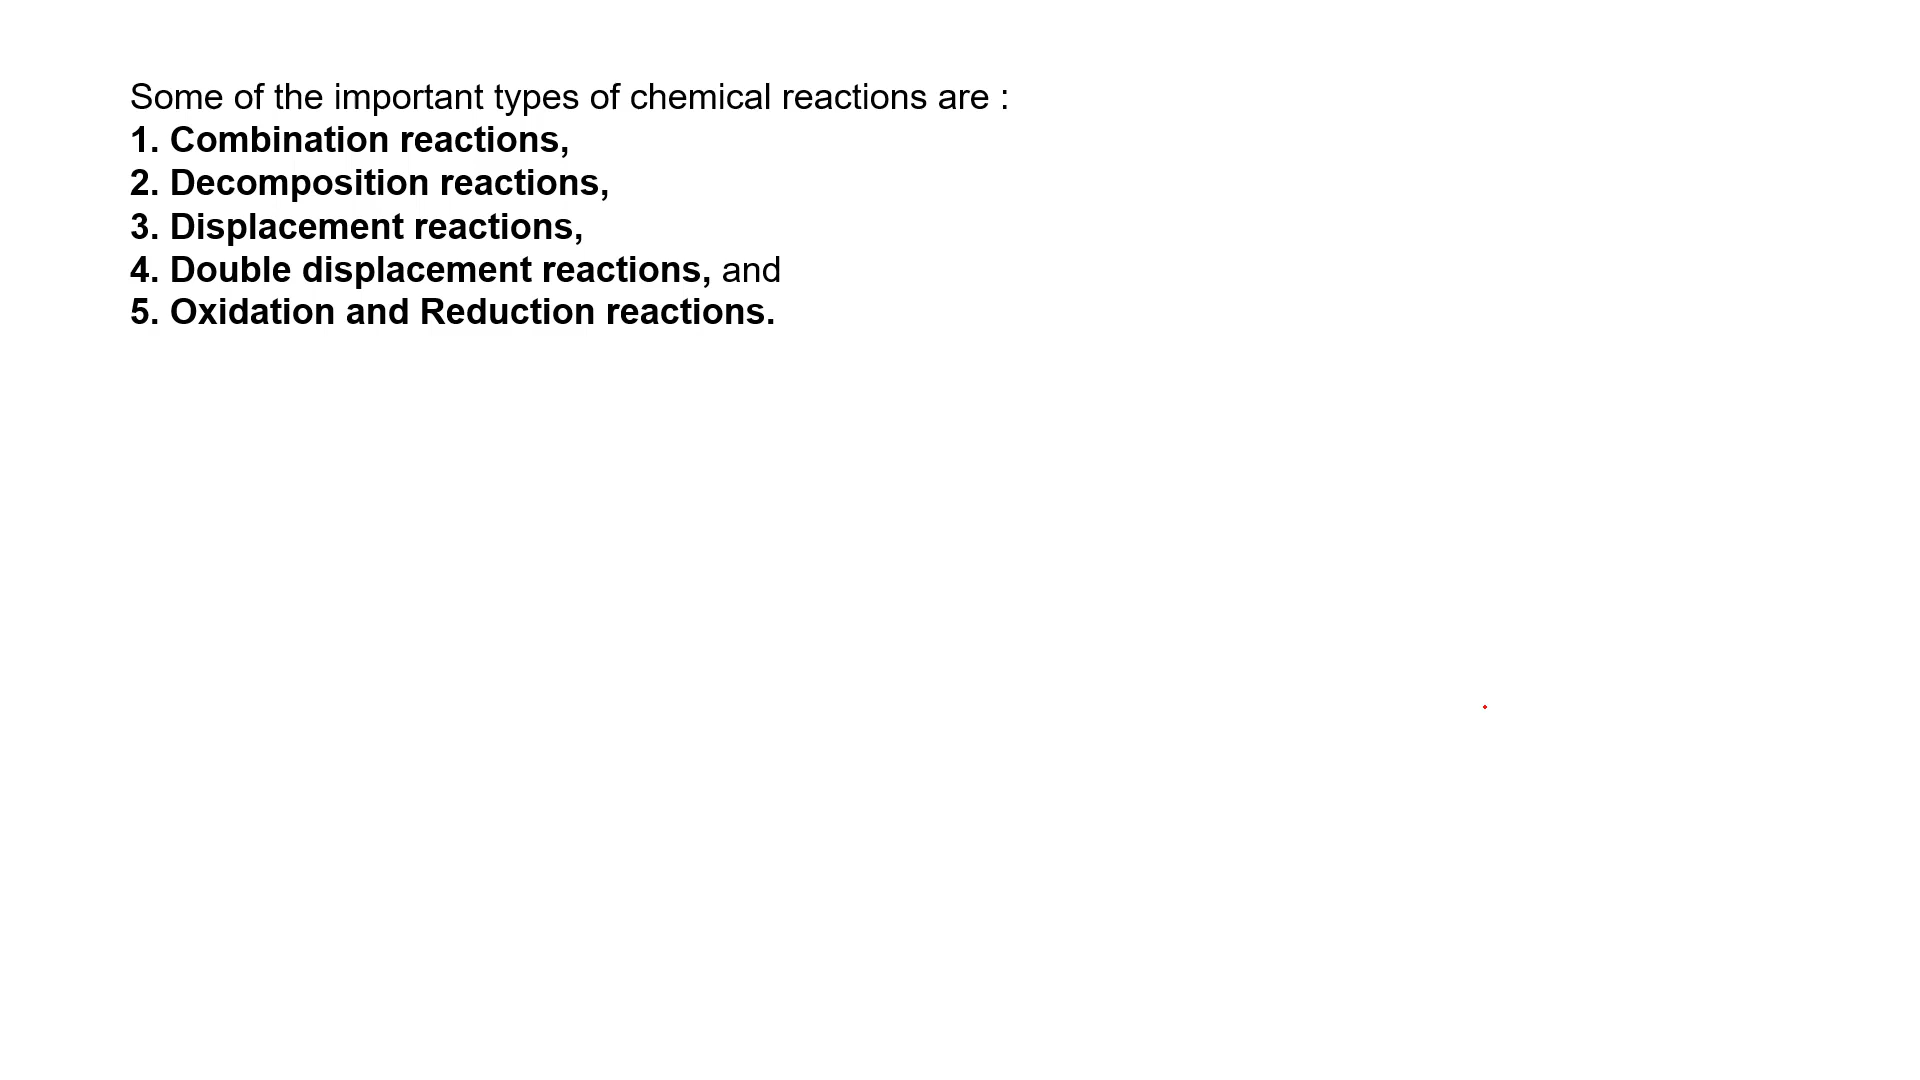 Some of the important types of chemical reactions are :
1. Combination reactions,
2. Decomposition reactions,
3. Displacement reactions,
4. Double displacement reactions, and
5. Oxidation and Reduction reactions.